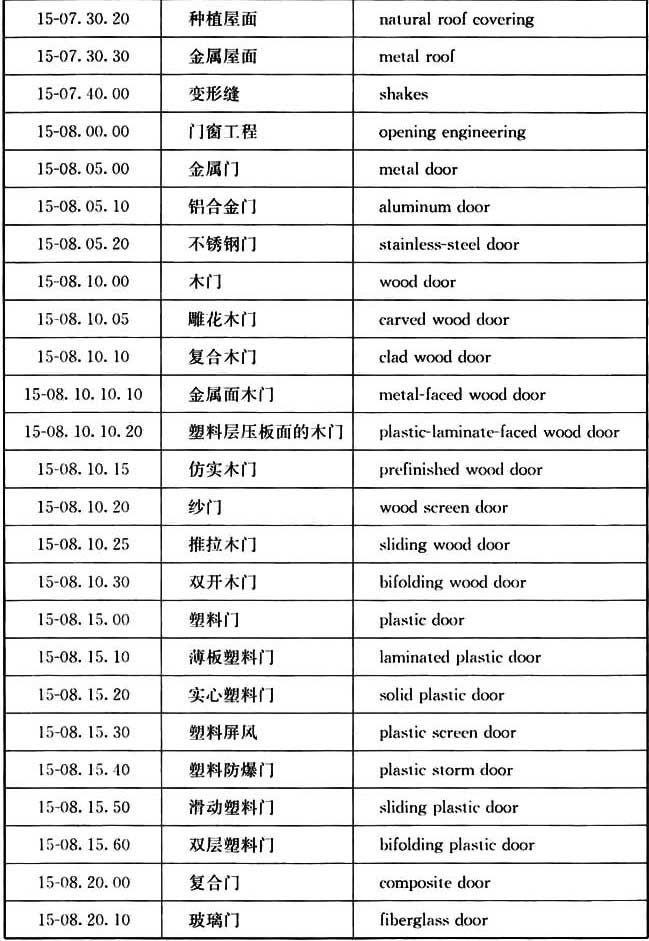 15-07.30.20 种植屋面 natural roof covering
15-07.30.30 金属屋面 metal roof
15-07.40.00 变形缝 shakes
15-08.00.00 门窗工程 opening engineering
15-08.05.00 金属门 metal door
15-08.05.10 铝合金门 aluminum door
15-08.05.20 不锈钢门 stainless-steel door
15-08.10.00 木门 wood door
15-08.10.05 雕花木门 carved wood door
15-08.10.10 复合木门 clad wood door
15-08.10.10.10 金属面木门 metal-faced wood door
15-08.10.10.20 塑料层压板面的木门 plastic-laminate-faced wood door
15-08.10.15 仿实木门 prefinished wood door
15-08.10.20 纱门 wood screen door
15-08.10.25 推拉木门 sliding wood door
15-08.10.30 双开木门 bifolding wood door
15-08.15.00 塑料门 plastic door
15-08.15.10 薄板塑料门 laminated plastic door
15-08.15.20 实心塑料门 solid plastic door
15-08.15.30 塑料屏风 plastic screen door
15-08.15.40 塑料防爆门 plastic storm door
15-08.15.50 滑动塑料门 sliding plastic door
15-08.15.60 双层塑料门 bifolding plastic door
15-08.20.00 复合门 composite door
15-08.20.10 玻璃门 fiberglass door